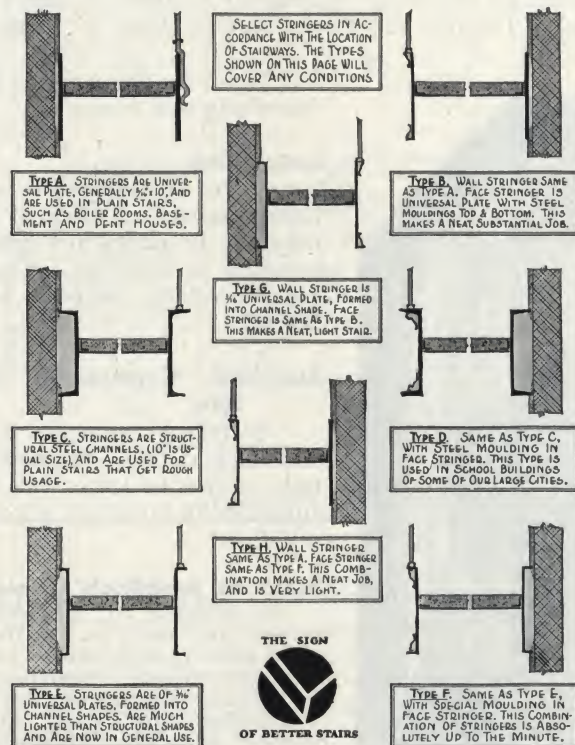 SELECT STRINGERS IN AC-
CORDANCE WITH THE LOCATION
OF STAIRWAYS. THE TYPES
SHOWN ON THIS PAGE WILL
COVER ANY CONDITIONS
TYPE A. STRINGERS ARE UNIVER-
SAL PLATE, GENERALLY 3/16"x10", AND
ARE USED IN PLAIN STAIRS,
SUCH AS BOILER ROOMS, BASE-
MENT AND PENT HOUSES.
TYPE B. WALL STRINGER SAME
AS TYPE A. FACE STRINGER IS
UNIVERSAL PLATE WITH STEEL
MOULDINGS TOP & BOTTOM. THIS
MAKES A NEAT, SUBSTANTIAL JOB.
TYPE G. WALL STRINGER IS
3/16" UNIVERSAL PLATE, FORMED
INTO CHANNEL SHAPE. FACE
STRINGER IS SAME AS TYPE B.
THIS MAKES A NEAT, LIGHT STAIR.
TYPE C. STRINGERS ARE STRUCT-
URAL STEEL CHANNELS, (10" IS US-
UAL SIZE), AND ARE USED FOR
PLAIN STAIRS THAT GET ROUGH
USAGE.
TYPE D. SAME AS TYPE C,
WITH STEEL MOULDING IN
FACE STRINGER. THIS TYPE IS
USED IN SCHOOL BUILDINGS
OF SOME OF OUR LARGE CITIES.
TYPE H. WALL STRINGER
SAME AS TYPE A. FACE STRINGER
SAME AS TYPE F. THIS COMB-
INATION MAKES A NEAT JOB,
AND IS VERY LIGHT.
TYPE E. STRINGERS ARE OF 3/16"
UNIVERSAL PLATES, FORMED INTO
CHANNEL SHAPES. ARE MUCH
LIGHTER THAN STRUCTURAL SHAPES
AND ARE NOW IN GENERAL USE.
THE SIGN
OF BETTER STAIRS
TYPE F. SAME AS TYPE E,
WITH SPECIAL MOULDING IN
FACE STRINGER. THIS COMBIN-
ATION OF STRINGERS IS ABSO-
LUTELY UP TO THE MINUTE.